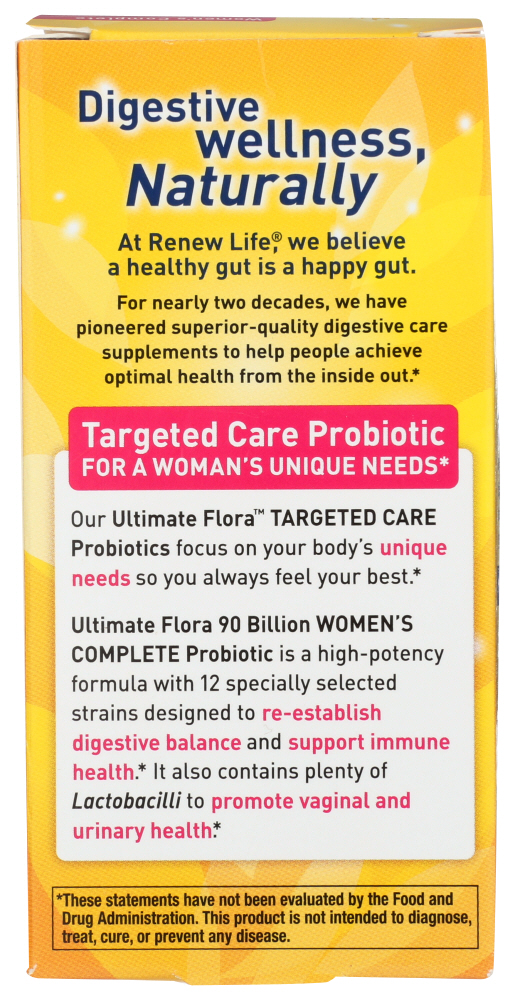 Women's Complete
Digestive
wellness,
Naturally
At Renew Life,® we believe
a healthy gut is a happy gut.
For nearly two decades, we have
pioneered superior-quality digestive care
supplements to help people achieve
optimal health from the inside out.*
Targeted Care Probiotic
FOR A WOMAN'S UNIQUE NEEDS*
Our Ultimate Flora™ TARGETED CARE
Probiotics focus on your body's unique
needs so you always feel your best.*
Ultimate Flora 90 Billion WOMEN'S
COMPLETE Probiotic is a high-potency
formula with 12 specially selected
strains designed to re-establish
digestive balance and support immune
health.* It also contains plenty of
Lactobacilli to promote vaginal and
urinary health.*
*These statements have not been evaluated by the Food and
Drug Administration. This product is not intended to diagnose,
treat, cure, or prevent any disease.